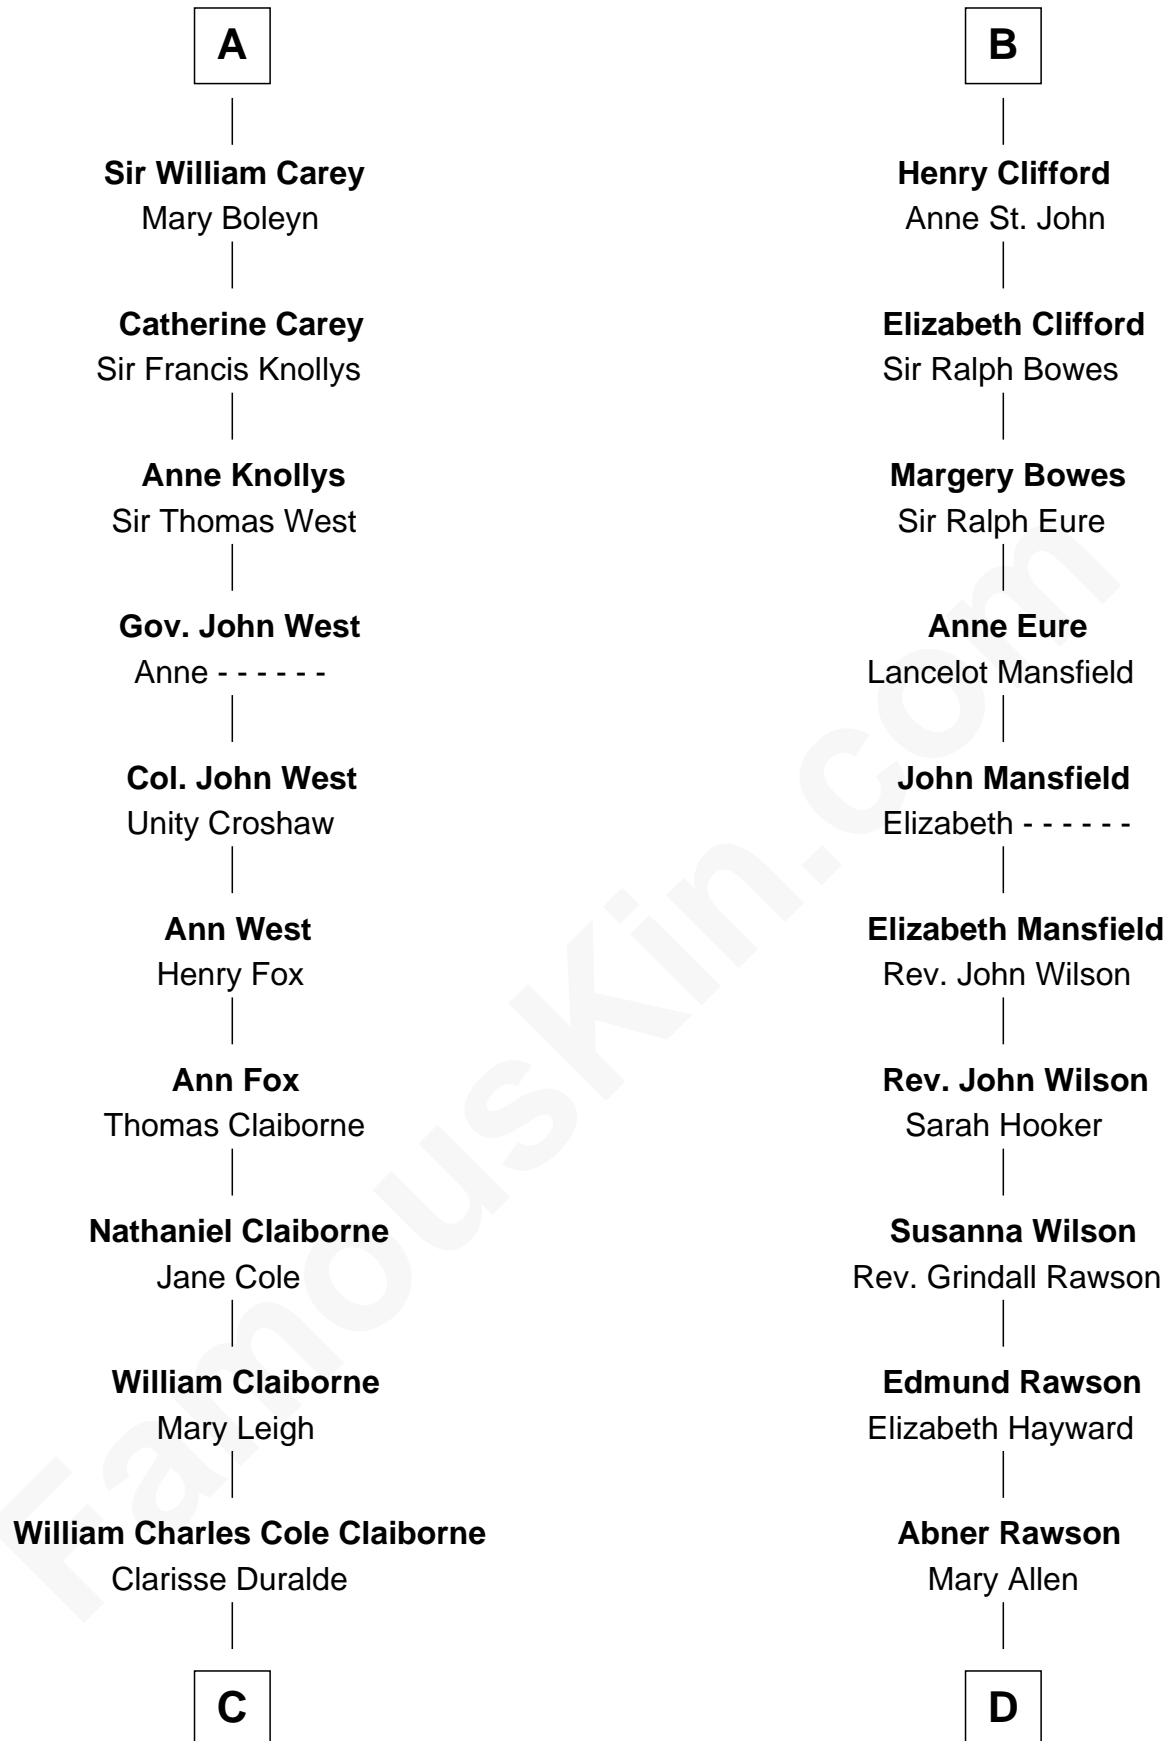 A
Sir William Carey
Mary Boleyn
Catherine Carey
Sir Francis Knollys
Anne Knollys
Sir Thomas West
Gov. John West
Anne - - - - - -
Col. John West
Unity Croshaw
Ann West
Henry Fox
Ann Fox
Thomas Claiborne
Nathaniel Claiborne
Jane Cole
William Claiborne
Mary Leigh
William Charles Cole Claiborne
Clarisse Duralde
C
B
Henry Clifford
Anne St. John
Elizabeth Clifford
Sir Ralph Bowes
Margery Bowes
Sir Ralph Eure
Anne Eure
Lancelot Mansfield
John Mansfield
Elizabeth - - - - - -
Elizabeth Mansfield
Rev. John Wilson
Rev. John Wilson
Sarah Hooker
Susanna Wilson
Rev. Grindall Rawson
Edmund Rawson
Elizabeth Hayward
Abner Rawson
Mary Allen
D
FamousKin.com